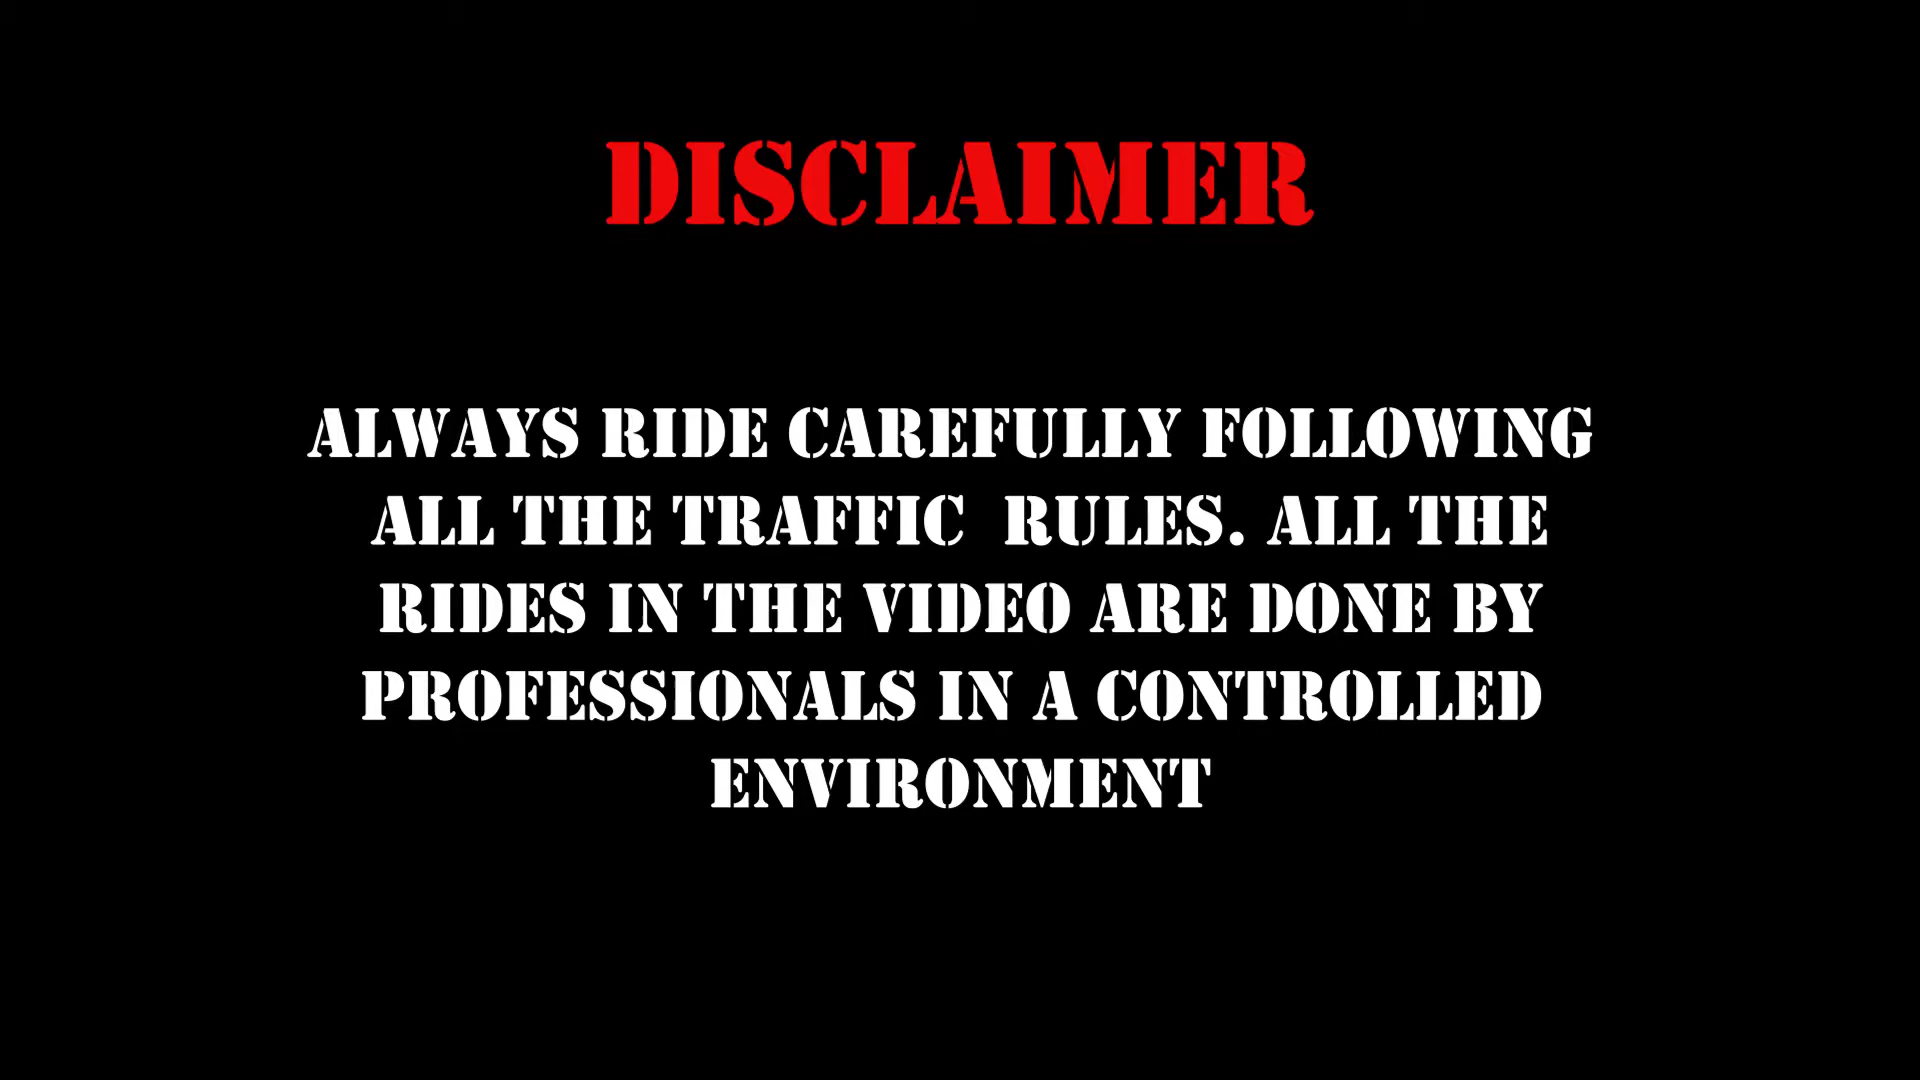 DISCLAIMER
ALWAYS RIDE CAREFULLY FOLLOWING
ALL THE TRAFFIC  RULES. ALL THE
RIDES IN THE VIDEO ARE DONE BY
PROFESSIONALS IN A CONTROLLED
ENVIRONMENT